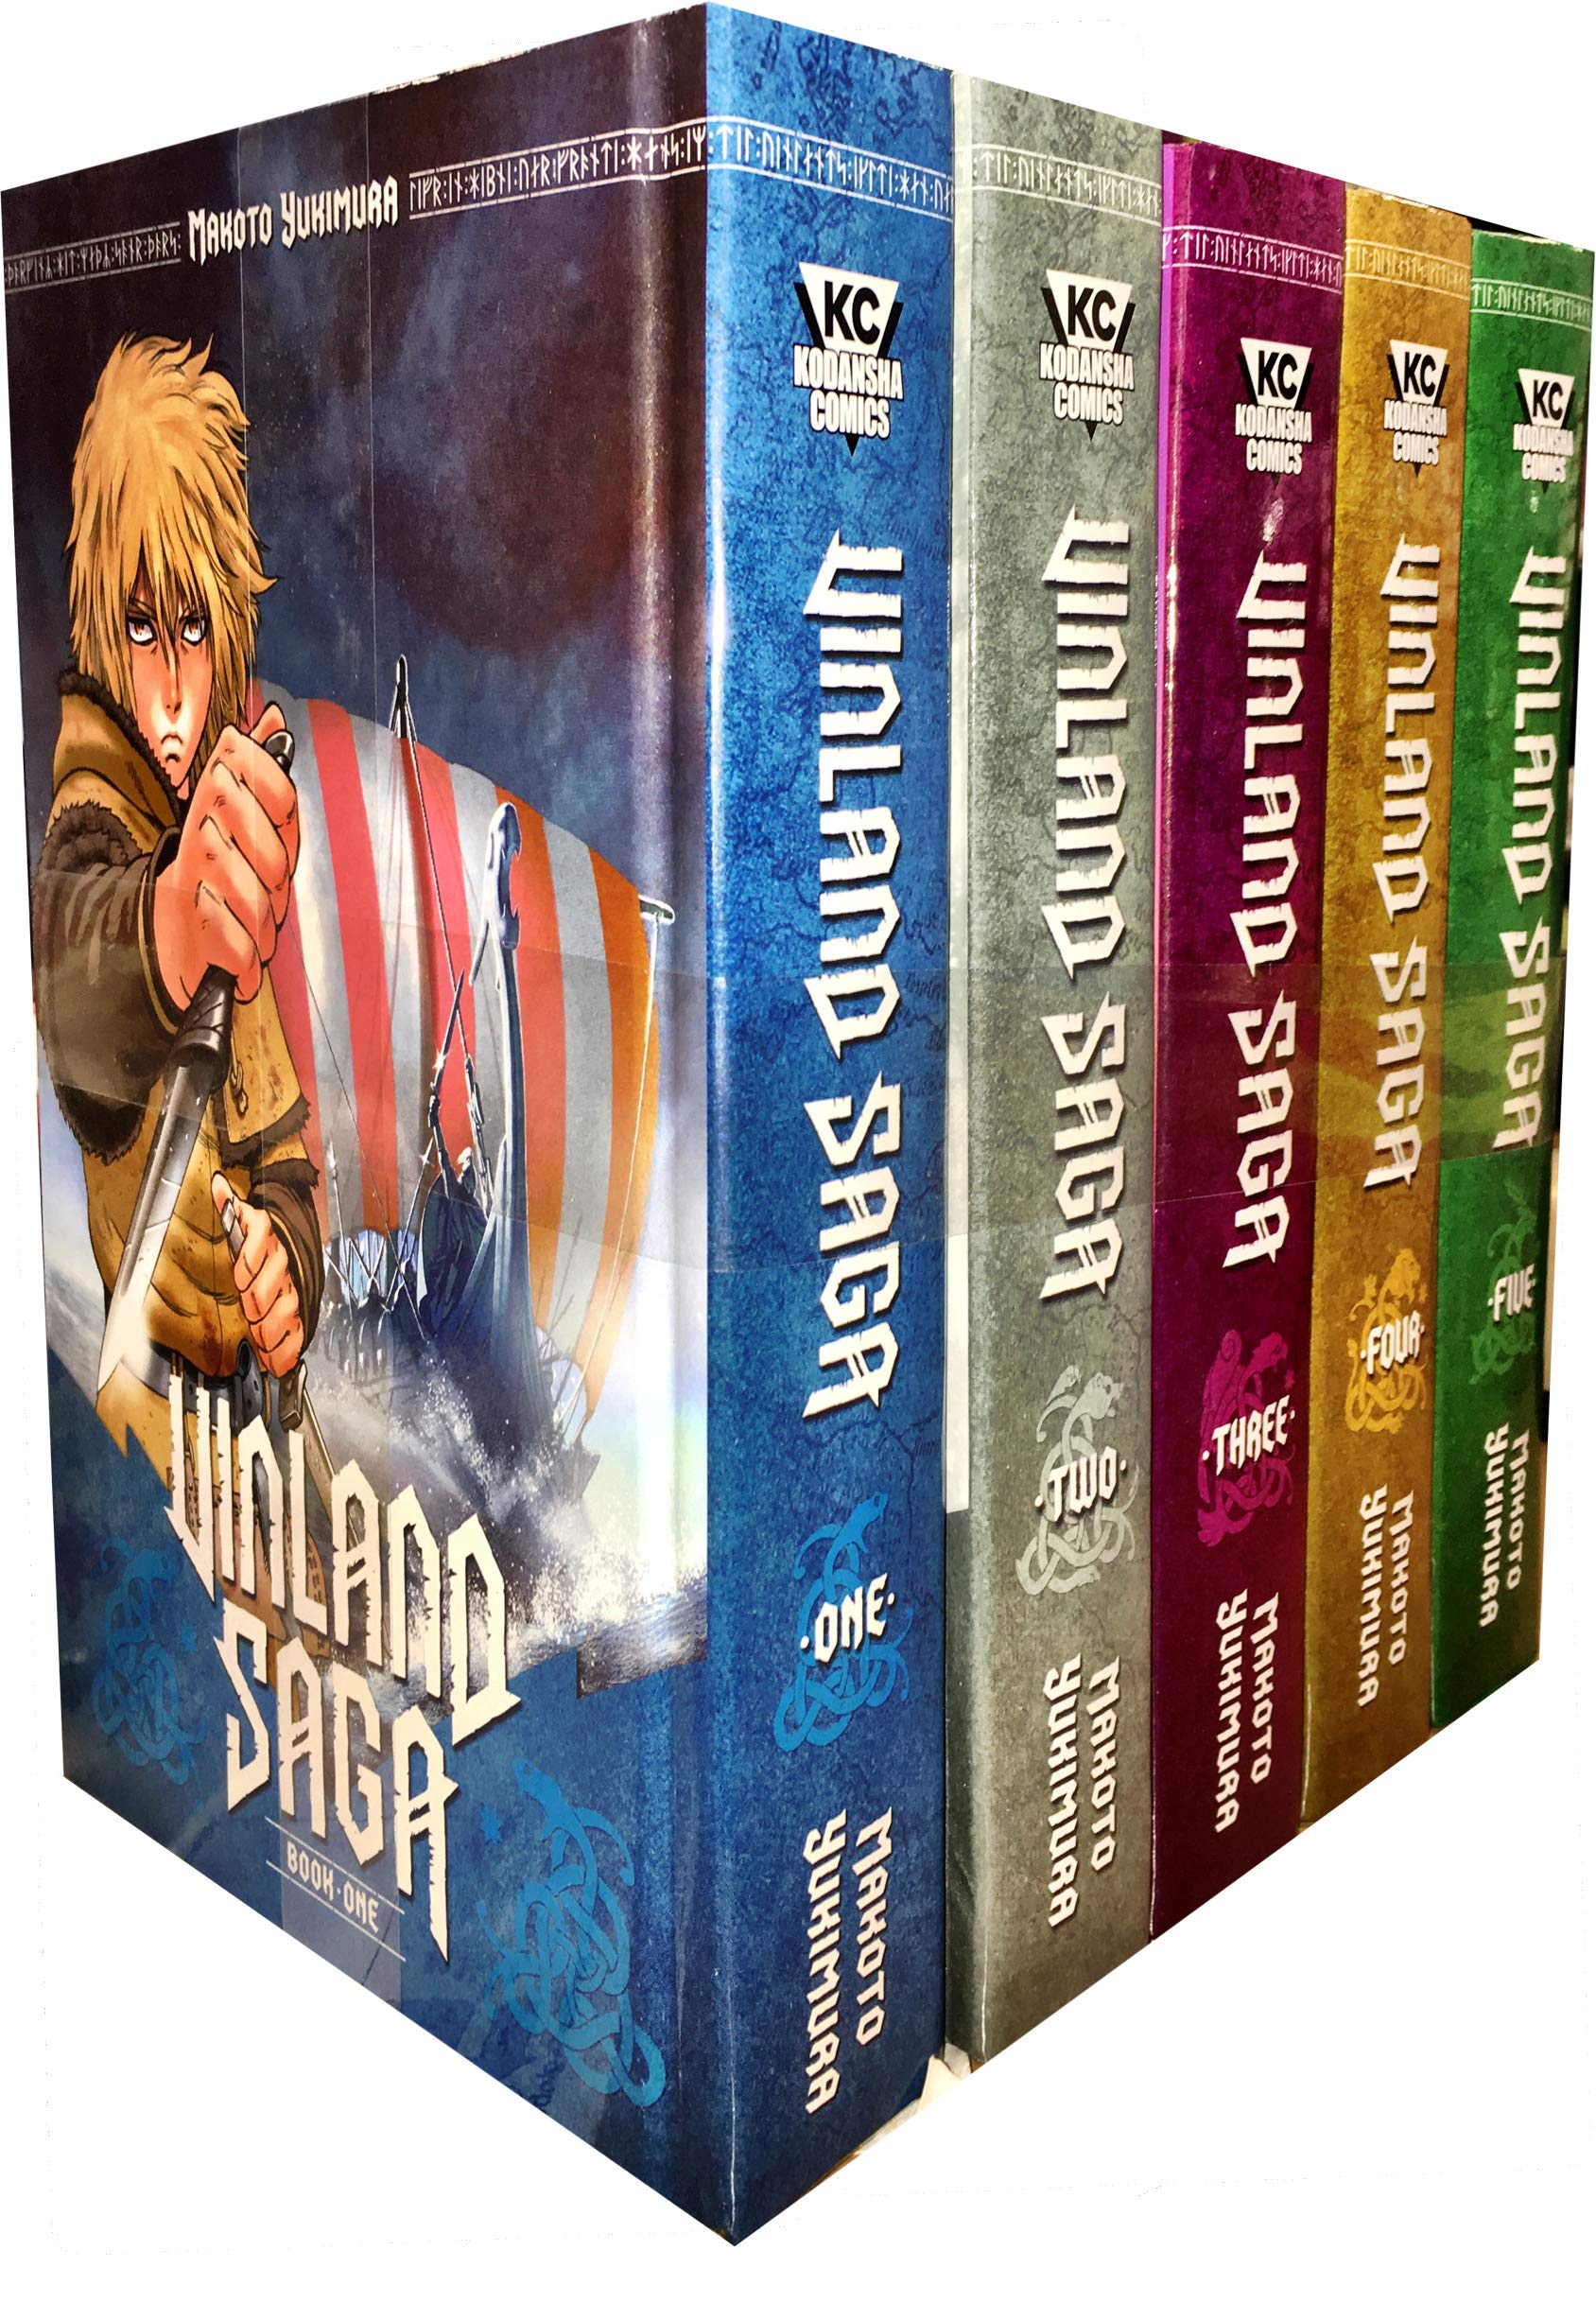 MAKOTO YUKIMURA
VINLAND
SAGA
BOOK·ONE
KC
KODANSHA
COMICS
VINLAND SAGA
·ONE·
MAKOTO
YUKIMURA
KC
KODANSHA
COMICS
VINLAND SAGA
·TWO·
MAKOTO
YUKIMURA
KC
KODANSHA
COMICS
VINLAND SAGA
·THREE·
MAKOTO
YUKIMURA
KC
KODANSHA
COMICS
VINLAND SAGA
·FOUR·
MAKOTO
YUKIMURA
KC
KODANSHA
COMICS
VINLAND SAGA
·FIVE·
MAKOTO
YUKIMURA